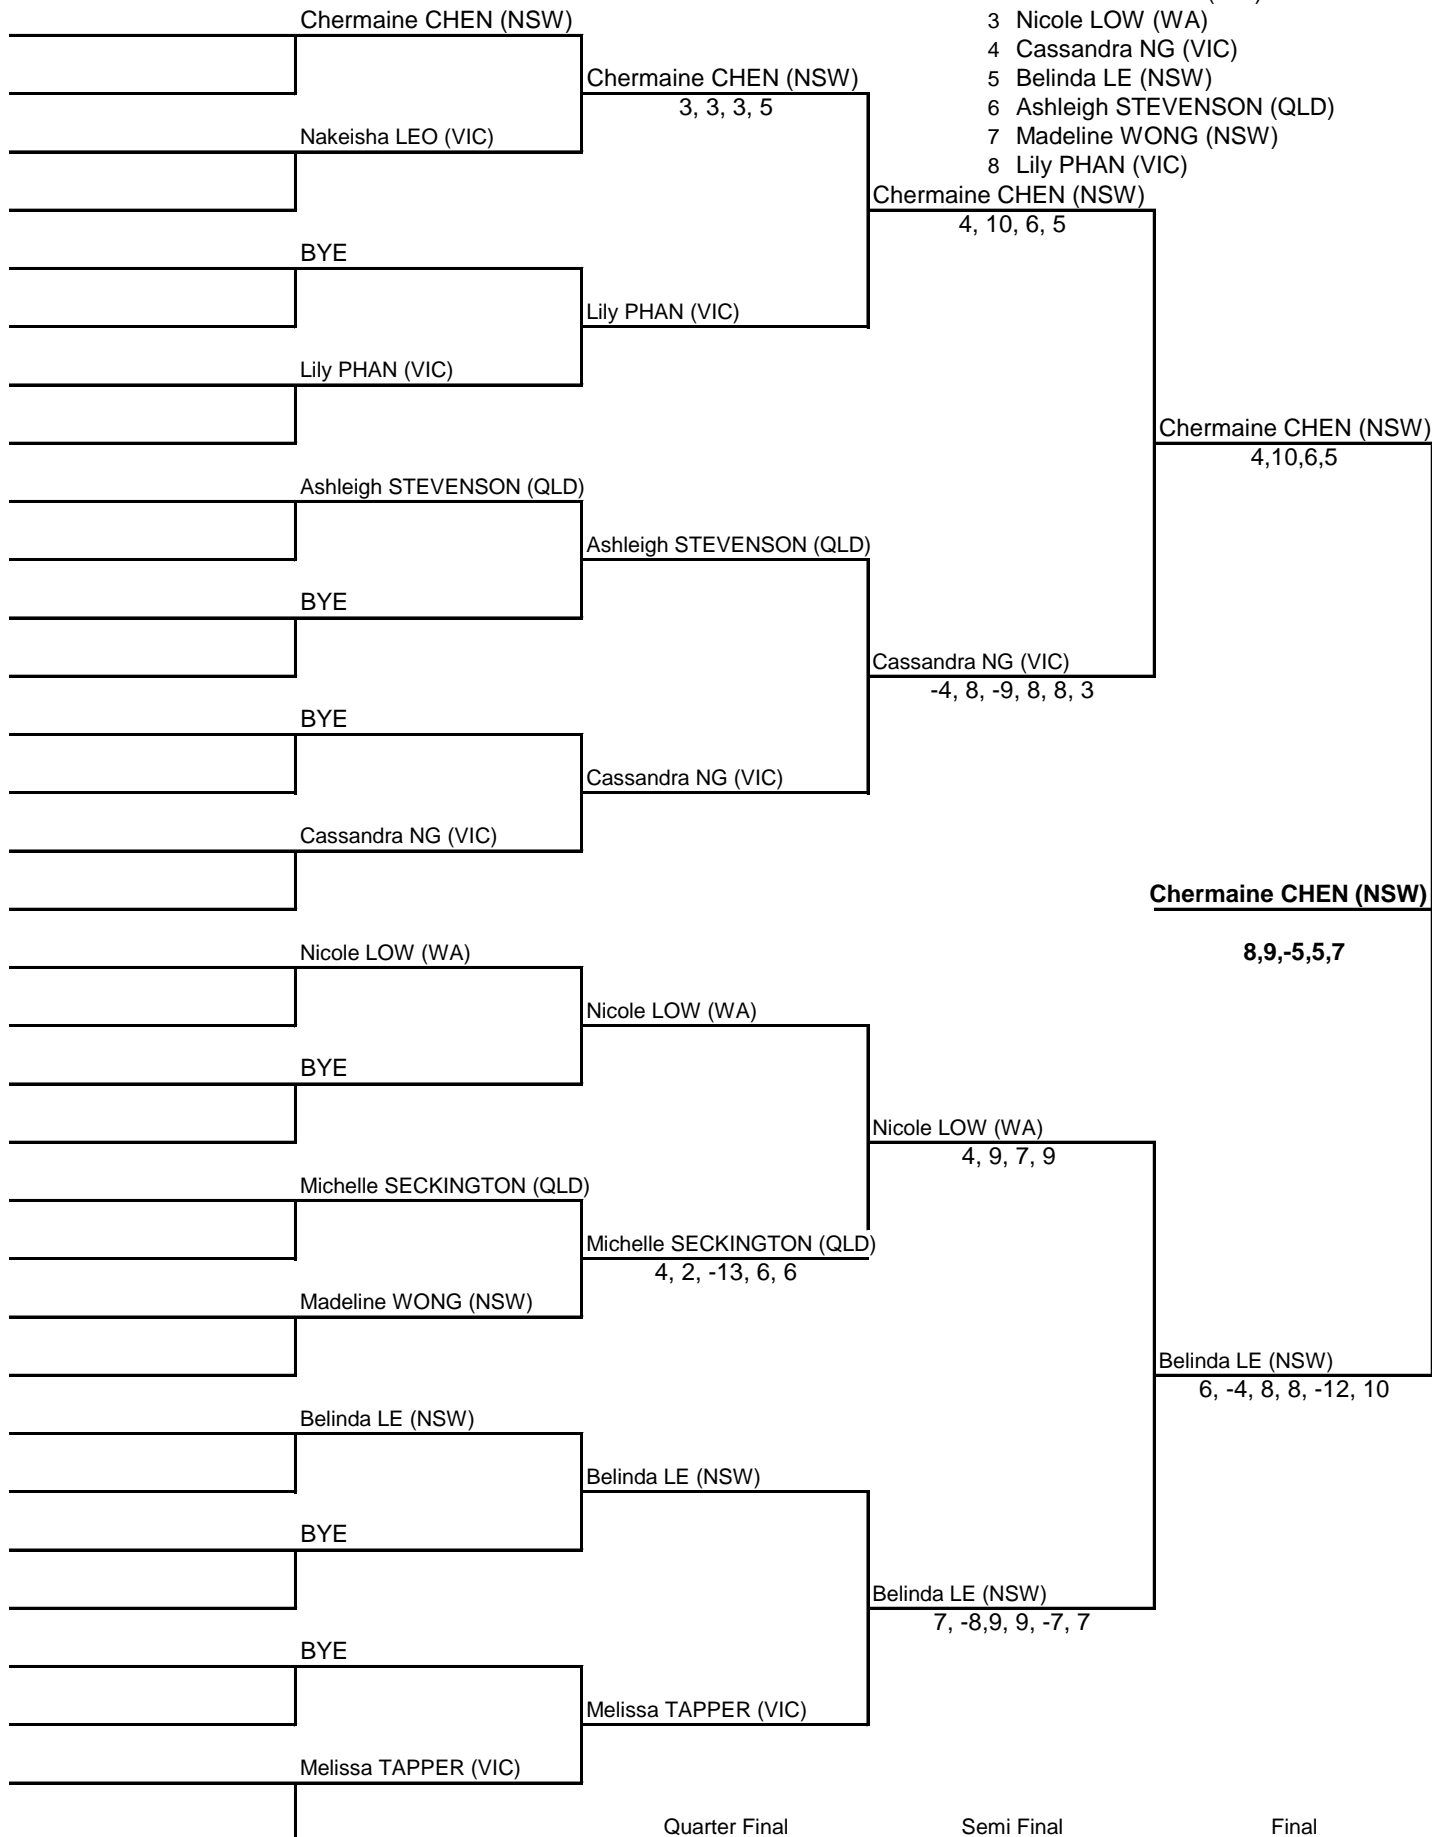 Chermaine CHEN (NSW)
3 Nicole LOW (WA)
4 Cassandra NG (VIC)
5 Belinda LE (NSW)
6 Ashleigh STEVENSON (QLD)
7 Madeline WONG (NSW)
8 Lily PHAN (VIC)
Chermaine CHEN (NSW)
3, 3, 3, 5
Nakeisha LEO (VIC)
Chermaine CHEN (NSW)
4, 10, 6, 5
BYE
Lily PHAN (VIC)
Lily PHAN (VIC)
Chermaine CHEN (NSW)
4,10,6,5
Ashleigh STEVENSON (QLD)
Ashleigh STEVENSON (QLD)
BYE
Cassandra NG (VIC)
-4, 8, -9, 8, 8, 3
BYE
Cassandra NG (VIC)
Cassandra NG (VIC)
Chermaine CHEN (NSW)
8,9,-5,5,7
Nicole LOW (WA)
Nicole LOW (WA)
BYE
Nicole LOW (WA)
4, 9, 7, 9
Michelle SECKINGTON (QLD)
Michelle SECKINGTON (QLD)
4, 2, -13, 6, 6
Madeline WONG (NSW)
Belinda LE (NSW)
6, -4, 8, 8, -12, 10
Belinda LE (NSW)
Belinda LE (NSW)
BYE
Belinda LE (NSW)
7, -8,9, 9, -7, 7
BYE
Melissa TAPPER (VIC)
Melissa TAPPER (VIC)
Quarter Final Semi Final Final